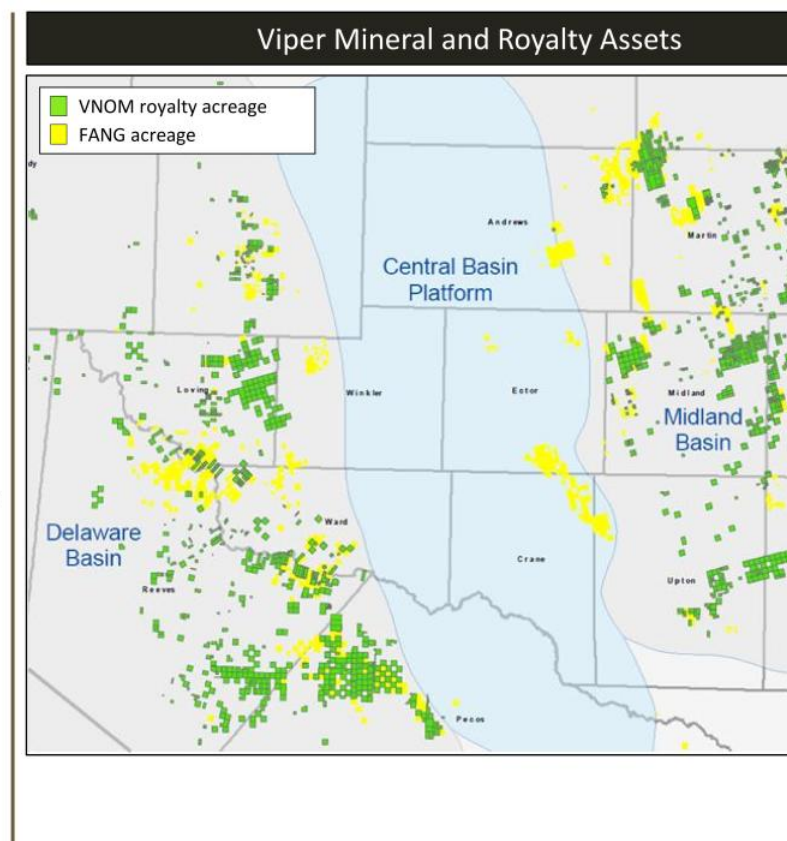 Viper Mineral and Royalty Assets
VNOM royalty acreage
FANG acreage
dy
Andrews
Martin
Central Basin
Platform
Loving
Winkler
Ector
Midland
Midland
Basin
Delaware
Basin
Ward
Crane
Upton
Reeves
Pecos